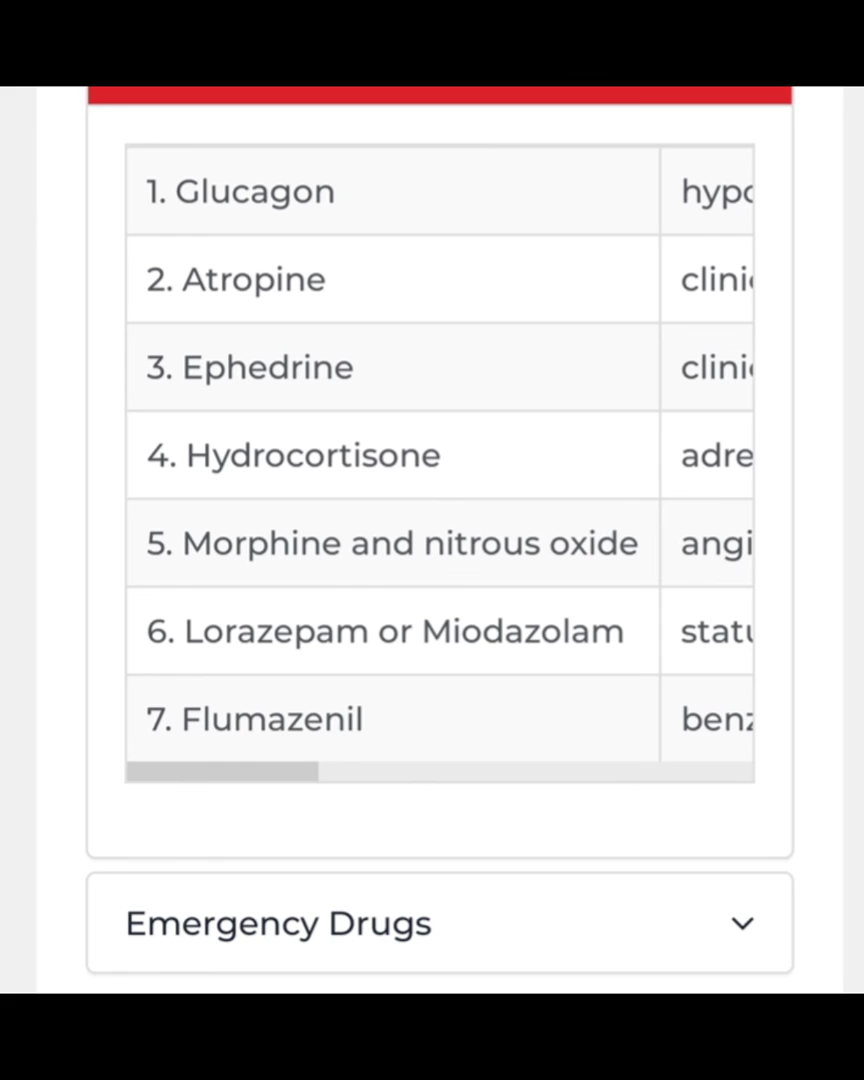 1. Glucagon hypo
2. Atropine clini
3. Ephedrine clini
4. Hydrocortisone adre
5. Morphine and nitrous oxide angi
6. Lorazepam or Miodazolam statu
7. Flumazenil benz
Emergency Drugs